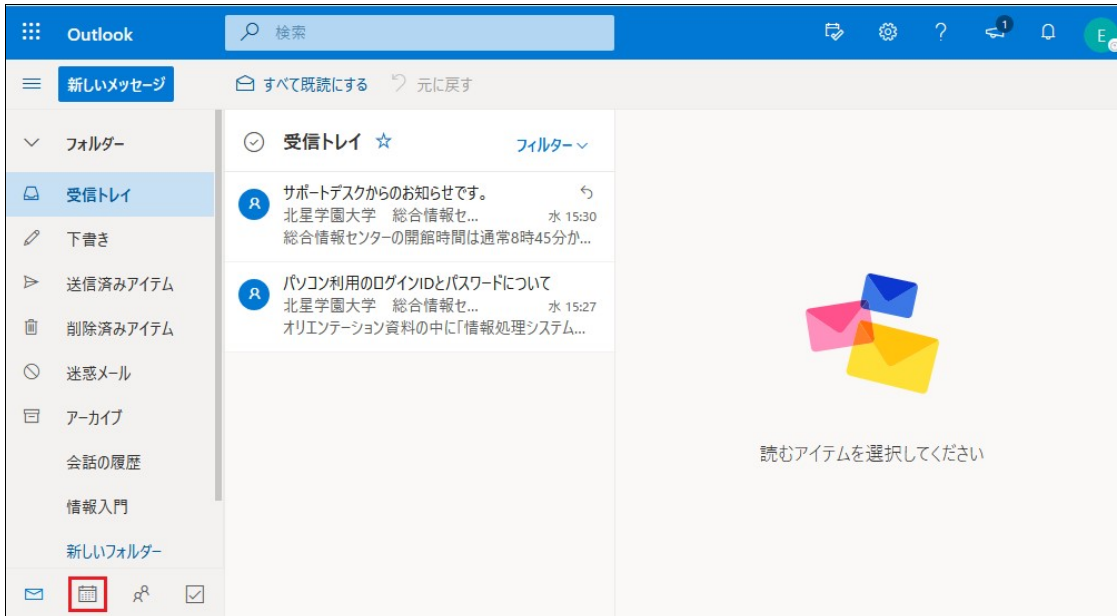 Outlook
検索
1
E
新しいメッセージ
すべて既読にする
元に戻す
フォルダー
受信トレイ
下書き
送信済みアイテム
削除済みアイテム
迷惑メール
アーカイブ
会話の履歴
情報入門
新しいフォルダー
受信トレイ
フィルター
サポートデスクからのお知らせです。
北星学園大学　総合情報セ... 水 15:30
総合情報センターの開館時間は通常8時45分か...
パソコン利用のログインIDとパスワードについて
北星学園大学　総合情報セ... 水 15:27
オリエンテーション資料の中に「情報処理システム...
読むアイテムを選択してください